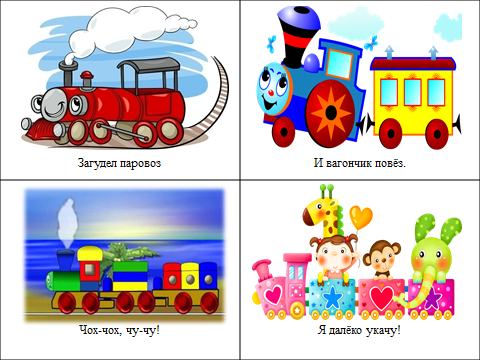 Загудел паровоз
И вагончик повёз.
Чох-чох, чу-чу!
Я далёко укачу!